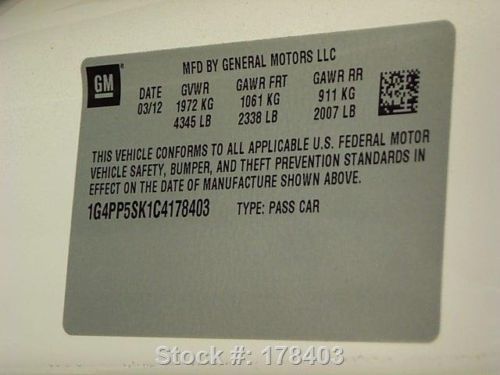 MFD BY GENERAL MOTORS LLC
GM
DATE GVWR GAWR FRT GAWR RR
03/12 1972 KG 1061 KG 911 KG
4345 LB 2338 LB 2007 LB
THIS VEHICLE CONFORMS TO ALL APPLICABLE U.S. FEDERAL MOTOR
VEHICLE SAFETY, BUMPER, AND THEFT PREVENTION STANDARDS IN
EFFECT ON THE DATE OF MANUFACTURE SHOWN ABOVE.
1G4PP5SK1C4178403 TYPE: PASS CAR
Stock #: 178403